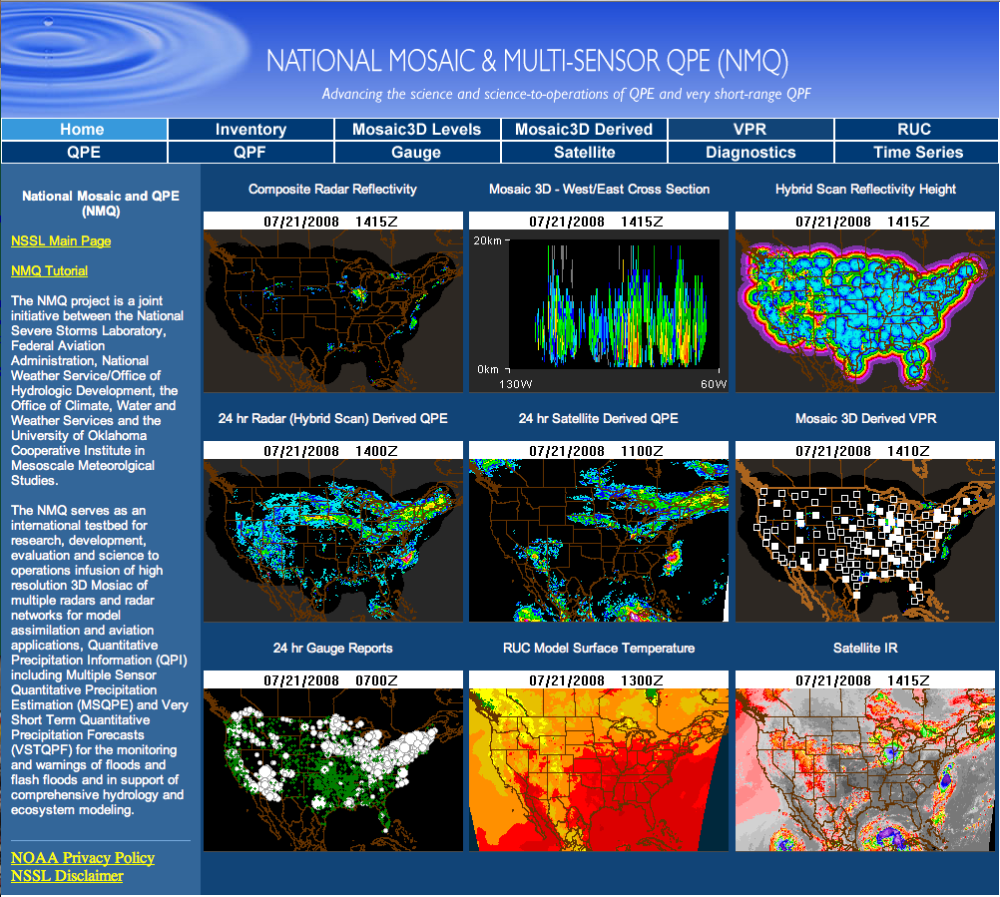 NATIONAL MOSAIC & MULTI-SENSOR QPE (NMQ)
Advancing the science and science-to-operations of QPE and very short-range QPF
Home Inventory Mosaic3D Levels Mosaic3D Derived VPR RUC
QPE QPF Gauge Satellite Diagnostics Time Series
National Mosaic and QPE
(NMQ)
NSSL Main Page
NMQ Tutorial
The NMQ project is a joint
initiative between the National
Severe Storms Laboratory,
Federal Aviation
Administration, National
Weather Service/Office of
Hydrologic Development, the
Office of Climate, Water and
Weather Services and the
University of Oklahoma
Cooperative Institute in
Mesoscale Meteorolgical
Studies.
The NMQ serves as an
international testbed for
research, development,
evaluation and science to
operations infusion of high
resolution 3D Mosiac of
multiple radars and radar
networks for model
assimilation and aviation
applications, Quantitative
Precipitation Information (QPI)
including Multiple Sensor
Quantitative Precipitation
Estimation (MSQPE) and Very
Short Term Quantitative
Precipitation Forecasts
(VSTQPF) for the monitoring
and warnings of floods and
flash floods and in support of
comprehensive hydrology and
ecosystem modeling.
NOAA Privacy Policy
NSSL Disclaimer
Composite Radar Reflectivity
07/21/2008 1415Z
Mosaic 3D - West/East Cross Section
07/21/2008 1415Z
20km
0km
130W 60W
Hybrid Scan Reflectivity Height
07/21/2008 1415Z
24 hr Radar (Hybrid Scan) Derived QPE
07/21/2008 1400Z
24 hr Satellite Derived QPE
07/21/2008 1100Z
Mosaic 3D Derived VPR
07/21/2008 1410Z
24 hr Gauge Reports
07/21/2008 0700Z
RUC Model Surface Temperature
07/21/2008 1300Z
Satellite IR
07/21/2008 1415Z